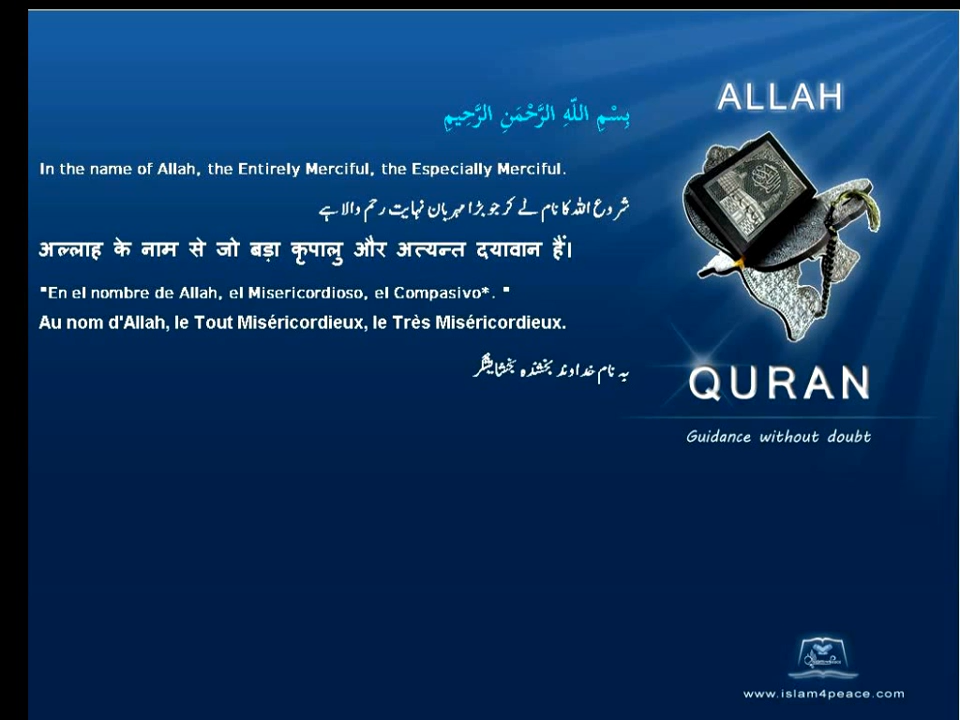 بِسْمِ اللّهِ الرَّحْمَنِ الرَّحِيمِ
In the name of Allah, the Entirely Merciful, the Especially Merciful.
شروع الله کا نام لے کر جو بڑا مہربان نہایت رحم والا ہے
अल्लाह के नाम से जो बड़ा कृपालु और अत्यन्त दयावान हैं।
"En el nombre de Allah, el Misericordioso, el Compasivo*. "
Au nom d'Allah, le Tout Miséricordieux, le Très Miséricordieux.
به نام خداوند بخشنده بخشایشگر
ALLAH
QURAN
Guidance without doubt
www.islam4peace.com